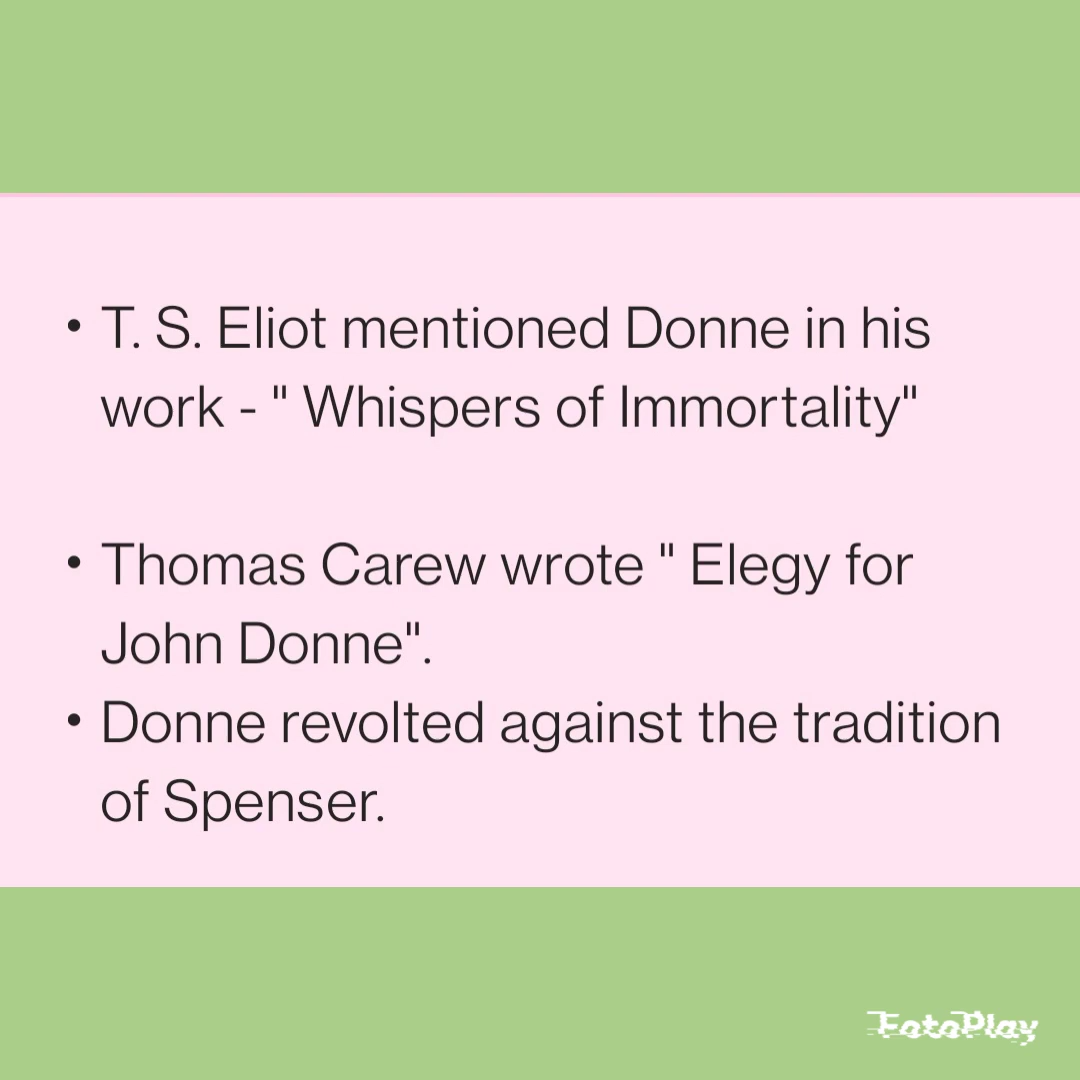 • T. S. Eliot mentioned Donne in his
work - " Whispers of Immortality"
• Thomas Carew wrote " Elegy for
John Donne".
• Donne revolted against the tradition
of Spenser.
FotoPlay